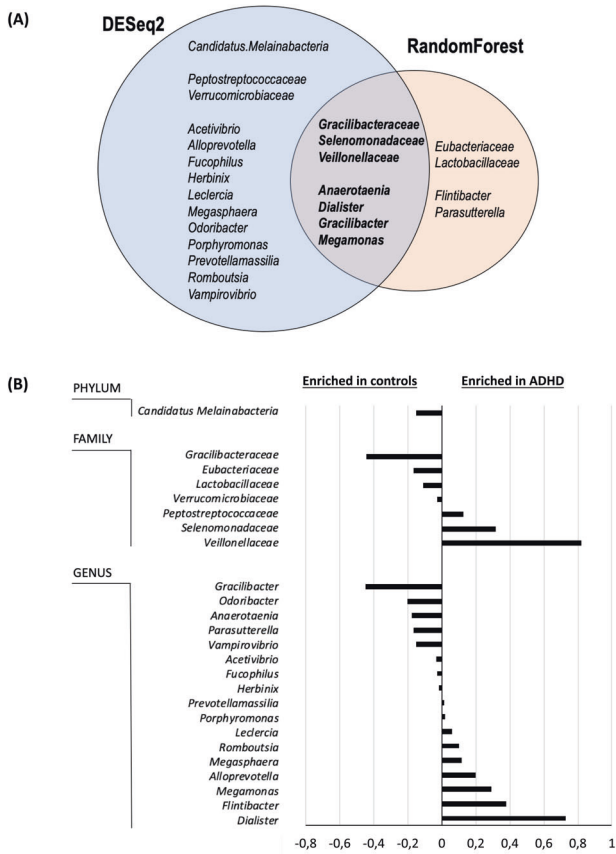 (A)
DESeq2
RandomForest
Candidatus.Melainabacteria
Peptostreptococcaceae
Verrucomicrobiaceae
Acetivibrio
Alloprevotella
Fucophilus
Herbinix
Leclercia
Megasphaera
Odoribacter
Porphyromonas
Prevotellamassilia
Romboutsia
Vampirovibrio
Gracilibacteraceae
Selenomonadaceae
Veillonellaceae
Anaerotaenia
Dialister
Gracilibacter
Megamonas
Eubacteriaceae
Lactobacillaceae
Flintibacter
Parasutterella
(B)
Enriched in controls
Enriched in ADHD
PHYLUM
Candidatus Melainabacteria
FAMILY
Gracilibacteraceae
Eubacteriaceae
Lactobacillaceae
Verrucomicrobiaceae
Peptostreptococcaceae
Selenomonadaceae
Veillonellaceae
GENUS
Gracilibacter
Odoribacter
Anaerotaenia
Parasutterella
Vampirovibrio
Acetivibrio
Fucophilus
Herbinix
Prevotellamassilia
Porphyromonas
Leclercia
Romboutsia
Megasphaera
Alloprevotella
Megamonas
Flintibacter
Dialister
-0,8 -0,6 -0,4 -0,2 0 0,2 0,4 0,6 0,8 1